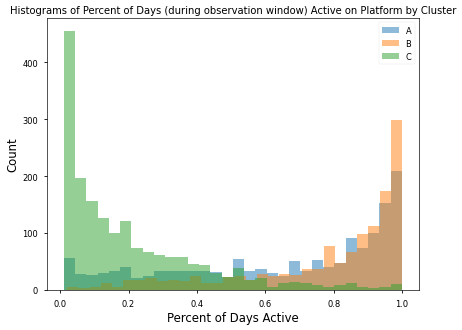 Histograms of Percent of Days (during observation window) Active on Platform by Cluster
A
B
C
400
300
200
100
0
Count
0.0 0.2 0.4 0.6 0.8 1.0
Percent of Days Active